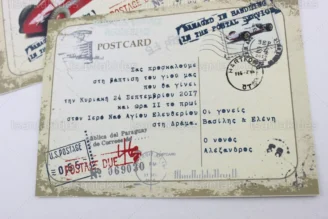 DAMAGED IN HANDLING
IN THE POSTAL SERVICE
POSTCARD
Σας προσκαλούμε
στη βάπτιση του γιου μας
που θα γίνει
την Κυριακή 24 Σεπτεμβρίου 2017
και ώρα 11 το πρωί
στον Ιερό Ναό Αγίου Ελευθερίου
στη Δράμα.
Οι γονείς
Βασίλης & Ελένη
Ο νονός
Αλέξανδρος
U.S. POSTAGE
POSTAGE DUE
Nº 069030